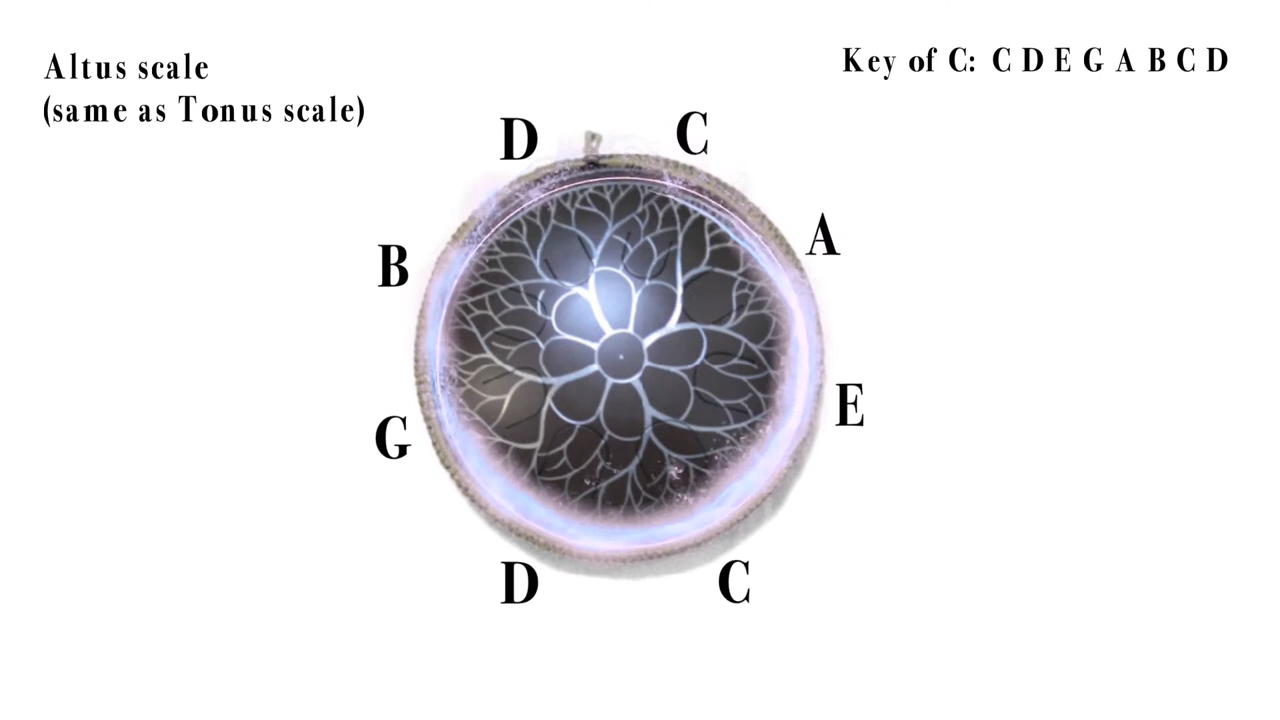 Altus scale
(same as Tonus scale)
Key of C: C D E G A B C D
D C
B A
G E
D C